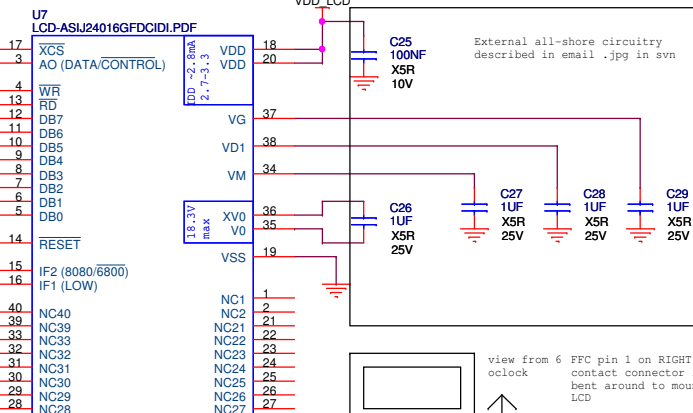 VDD_LCD
U7
LCD-ASIJ24016GFDCIDI.PDF
17 XCS
3 AO (DATA/CONTROL)
4 WR
13 RD
12 DB7
11 DB6
10 DB5
9 DB4
8 DB3
7 DB2
6 DB1
5 DB0
14 RESET
15 IF2 (8080/6800)
16 IF1 (LOW)
40 NC40
39 NC39
33 NC33
32 NC32
31 NC31
30 NC30
29 NC29
28 NC28
IDD ~2.8mA
2.7-3.3
VDD 18
VDD 20
VG 37
VD1 38
VM 34
18.3V
max
XV0 36
V0 35
VSS 19
NC1 1
NC2 2
NC21 21
NC22 22
NC23 23
NC24 24
NC25 25
NC26 26
NC27 27
C25
100NF
X5R
10V
External all-shore circuitry
described in email .jpg in svn
C26
1UF
X5R
25V
C27
1UF
X5R
25V
C28
1UF
X5R
25V
C29
1UF
X5R
25V
view from 6
oclock
FFC pin 1 on RIGHT
contact connector
bent around to mou
LCD